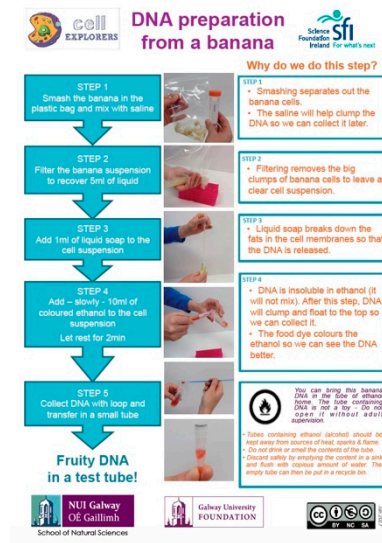 cell
EXPLORERS
DNA preparation
from a banana
Science
Foundation
Ireland
sfi
For what's next
Why do we do this step?
STEP 1
Smash the banana in the
plastic bag and mix with saline
STEP 1
• Smashing separates out the
banana cells.
• The saline will help clump the
DNA so we can collect it later.
STEP 2
Filter the banana suspension
to recover 5ml of liquid
STEP 2
• Filtering removes the big
clumps of banana cells to leave a
clear cell suspension.
STEP 3
Add 1ml of liquid soap to the
cell suspension
STEP 3
• Liquid soap breaks down the
fats in the cell membranes so that
the DNA is released.
STEP 4
Add – slowly - 10ml of
coloured ethanol to the cell
suspension
Let rest for 2min
STEP 4
• DNA is insoluble in ethanol (it
will not mix). After this step, DNA
will clump and float to the top so
we can collect it.
• The food dye colours the
ethanol so we can see the DNA
better.
STEP 5
Collect DNA with loop and
transfer in a small tube
You can bring this banana
DNA in the tube of ethanol
home. The tube containing
DNA is not a toy - Do not
open it without adult
supervision.
• Tubes containing ethanol (alcohol) should be
kept away from sources of heat, sparks & flame.
• Do not drink or smell the contents of the tube.
• Discard safely by emptying the content in a sink
and flush with copious amount of water. The
empty tube can then be put in a recycle bin.
Fruity DNA
in a test tube!
NUI Galway
OÉ Gaillimh
School of Natural Sciences
Galway University
FOUNDATION
cc
BY NC SA